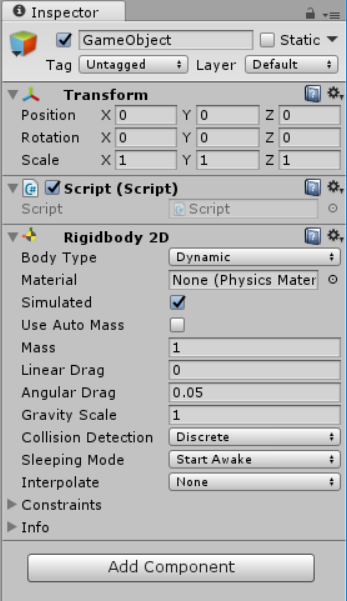 Inspector
GameObject Static
Tag Untagged Layer Default
Transform
Position X 0 Y 0 Z 0
Rotation X 0 Y 0 Z 0
Scale X 1 Y 1 Z 1
Script (Script)
Script Script
Rigidbody 2D
Body Type Dynamic
Material None (Physics Mater
Simulated
Use Auto Mass
Mass 1
Linear Drag 0
Angular Drag 0.05
Gravity Scale 1
Collision Detection Discrete
Sleeping Mode Start Awake
Interpolate None
Constraints
Info
Add Component